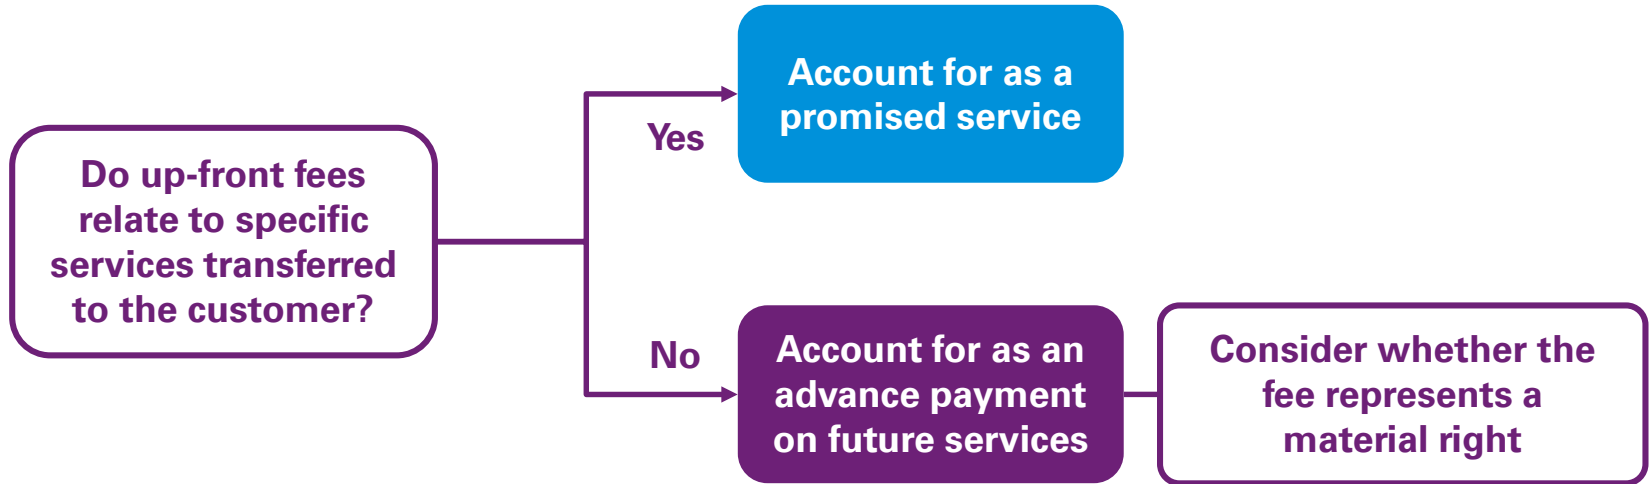 Do up-front fees
relate to specific
services transferred
to the customer?
Yes
Account for as a
promised service
No
Account for as an
advance payment
on future services
Consider whether the
fee represents a
material right